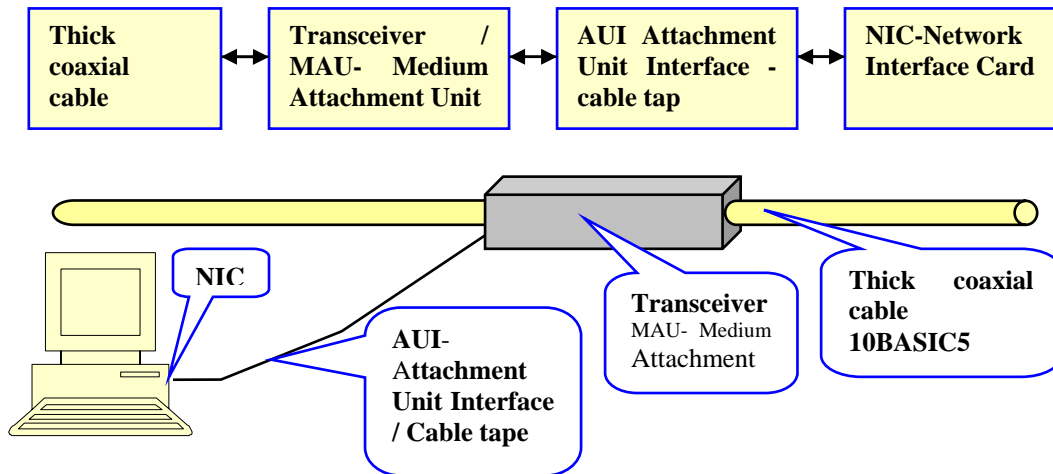 Thick
coaxial
cable
Transceiver /
MAU- Medium
Attachment Unit
AUI Attachment
Unit Interface -
cable tap
NIC-Network
Interface Card
NIC
AUI-
Attachment
Unit Interface
/ Cable tape
Transceiver
MAU- Medium
Attachment
Thick coaxial
cable
10BASIC5